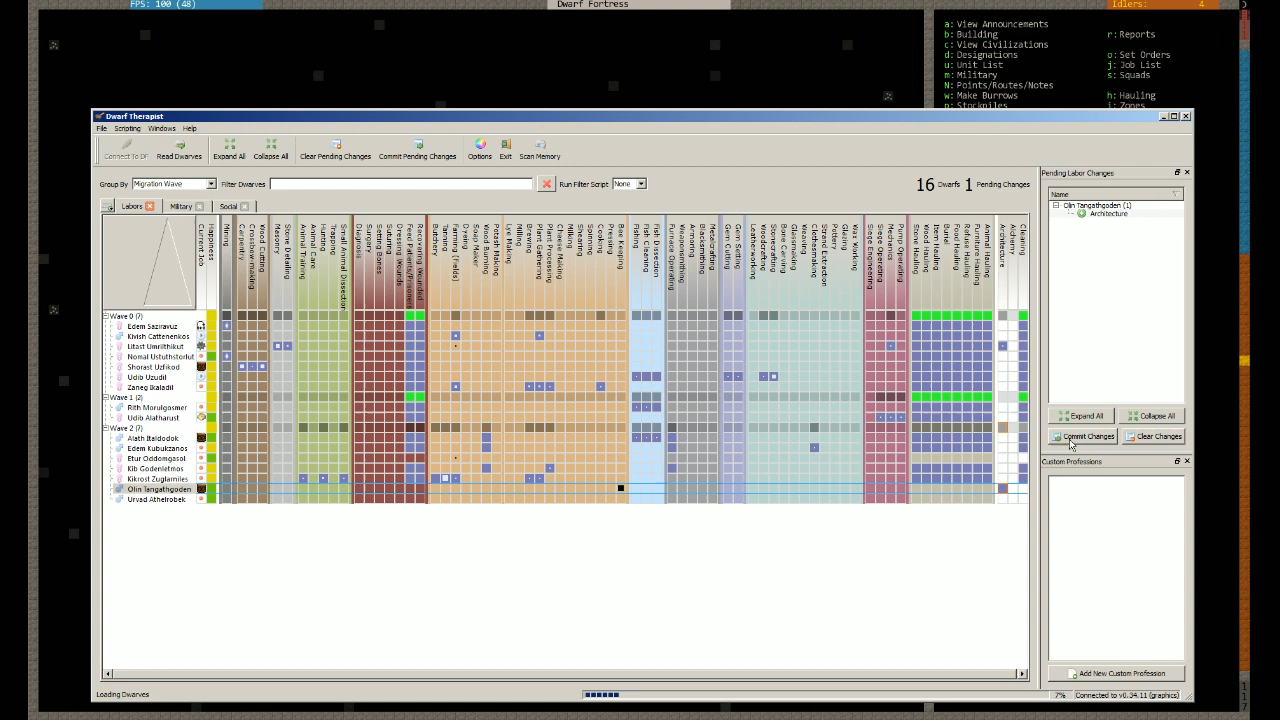 FPS: 100 (48)
Dwarf Fortress
Idlers: 4
a: View Announcements
b: Building r: Reports
c: View Civilizations
d: Designations o: Set Orders
u: Unit List j: Job List
m: Military s: Squads
N: Points/Routes/Notes
w: Make Burrows h: Hauling
p: Stockpiles i: Zones
Dwarf Therapist
File Scripting Windows Help
Connect To DF Read Dwarves Expand All Collapse All Clear Pending Changes Commit Pending Changes Options Exit Scan Memory
Group By Migration Wave Filter Dwarves Run Filter Script None
16 Dwarfs 1 Pending Changes
Labors Military Social
Current Job
Happiness
Mining
Carpentry
Crossbow-making
Wood Cutting
Masonry
Stone Detailing
Animal Training
Animal Care
Hunting
Trapping
Small Animal Dissection
Diagnosis
Surgery
Setting Bones
Suturing
Dressing Wounds
Feed Patients/Prisoners
Recovering Wounded
Butchery
Tanning
Farming (Fields)
Dyeing
Soap Maker
Wood Burning
Potash Making
Lye Making
Milling
Brewing
Plant Gathering
Plant Processing
Cheese Making
Milking
Shearing
Spinning
Cooking
Pressing
Bee Keeping
Fishing
Fish Cleaning
Fish Dissection
Furnace Operating
Weaponsmithing
Armoring
Blacksmithing
Metalcrafting
Gem Cutting
Gem Setting
Leatherworking
Woodcrafting
Stonecrafting
Bone Carving
Glassmaking
Weaving
Clothesmaking
Strand Extraction
Pottery
Glazing
Wax Working
Siege Engineering
Siege Operating
Mechanics
Pump Operating
Stone Hauling
Wood Hauling
Item Hauling
Burial
Food Hauling
Refuse Hauling
Furniture Hauling
Animal Hauling
Architecture
Alchemy
Cleaning
Wave 0 (7)
Edem Saziravuz
Kivish Cattenenkos
Litast Umrilthikut
Nomal Ustuthstorlut
Shorast Uzfikod
Udib Uzudil
Zaneg Ikaladil
Wave 1 (2)
Rith Morulgosmer
Udib Alatharust
Wave 2 (7)
Alath Italdodok
Edem Kubukzanos
Etur Oddomgasol
Kib Godenletmos
Kikrost Zuglarniles
Olin Tangathgoden
Urvad Athelrobek
Pending Labor Changes
Name
Olin Tangathgoden (1)
Architecture
Expand All Collapse All
Commit Changes Clear Changes
Custom Professions
Add New Custom Profession
Loading Dwarves
7% Connected to v0.34.11 (graphics)